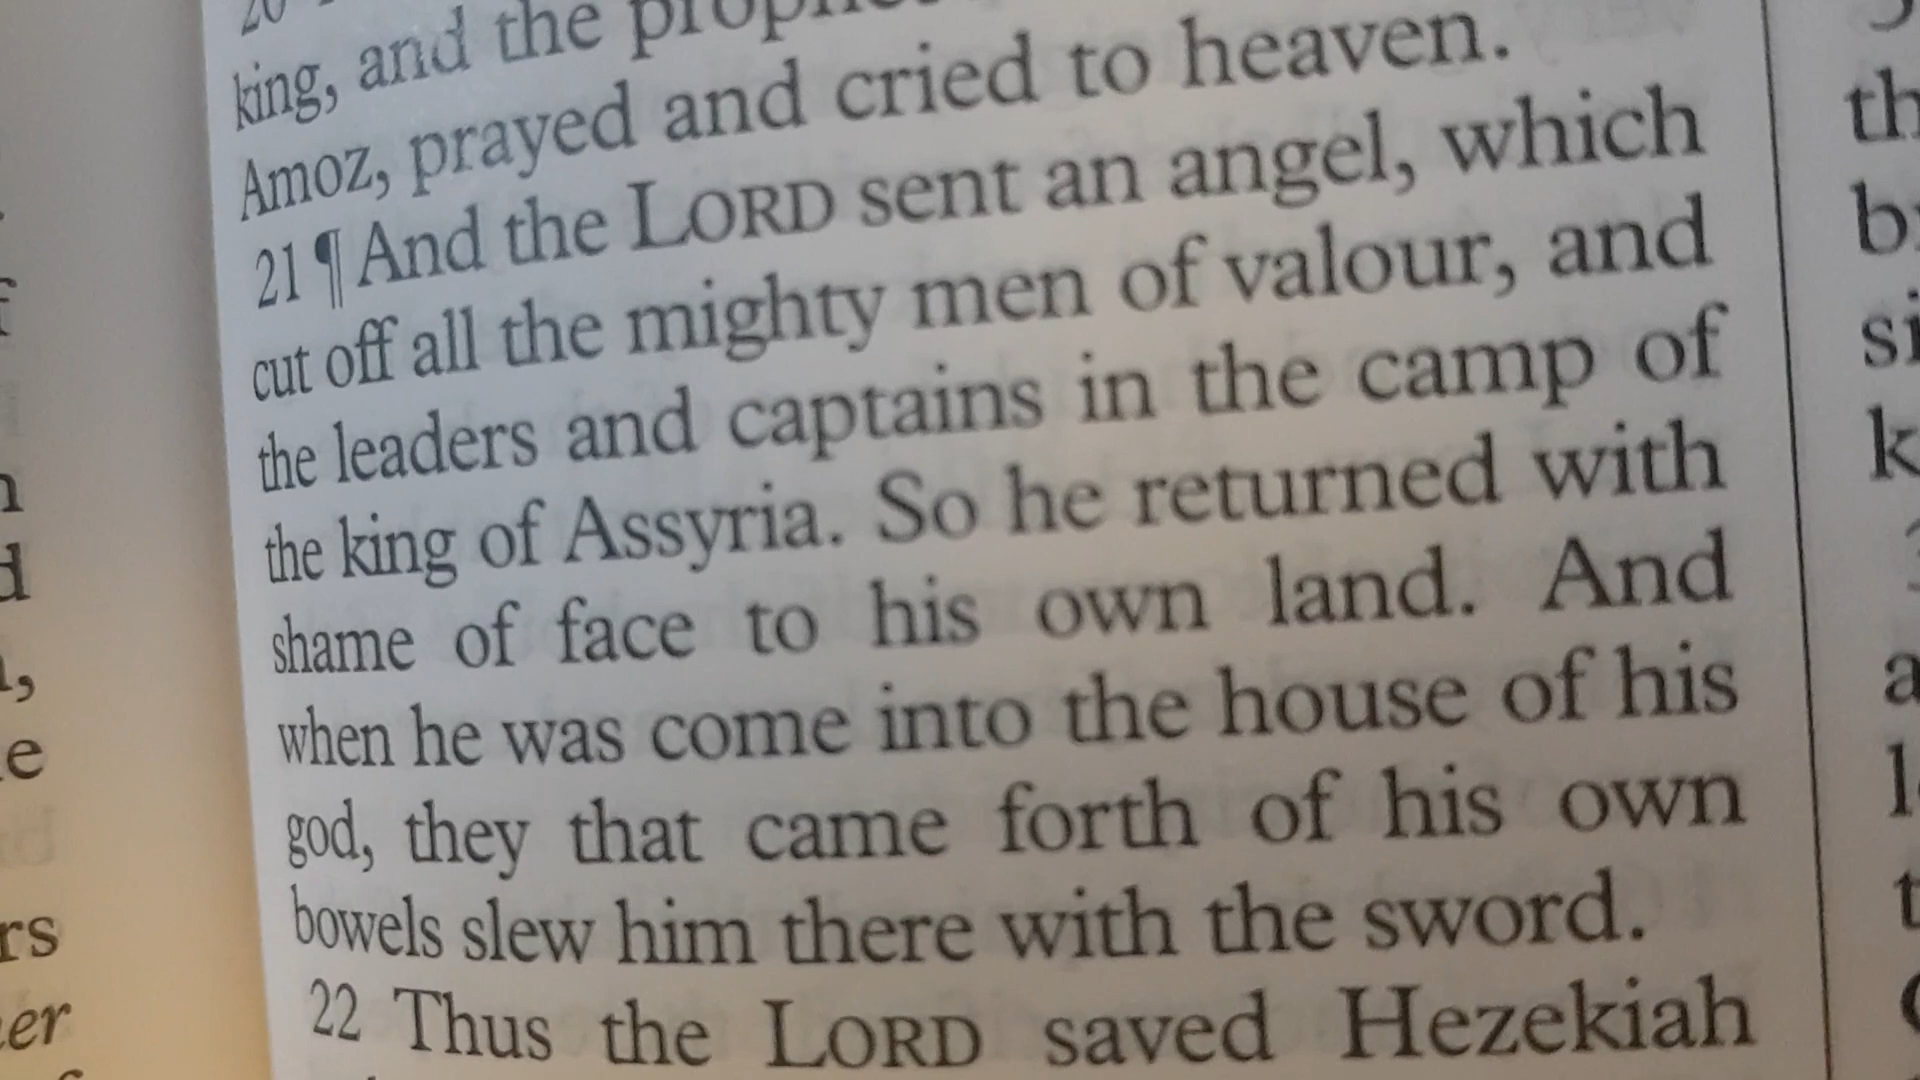 20
king, and the
Amoz, prayed and cried to heaven.
21 ¶ And the LORD sent an angel, which
cut off all the mighty men of valour, and
the leaders and captains in the camp of
the king of Assyria. So he returned with
shame of face to his own land. And
when he was come into the house of his
god, they that came forth of his own
bowels slew him there with the sword.
22 Thus the LORD saved Hezekiah